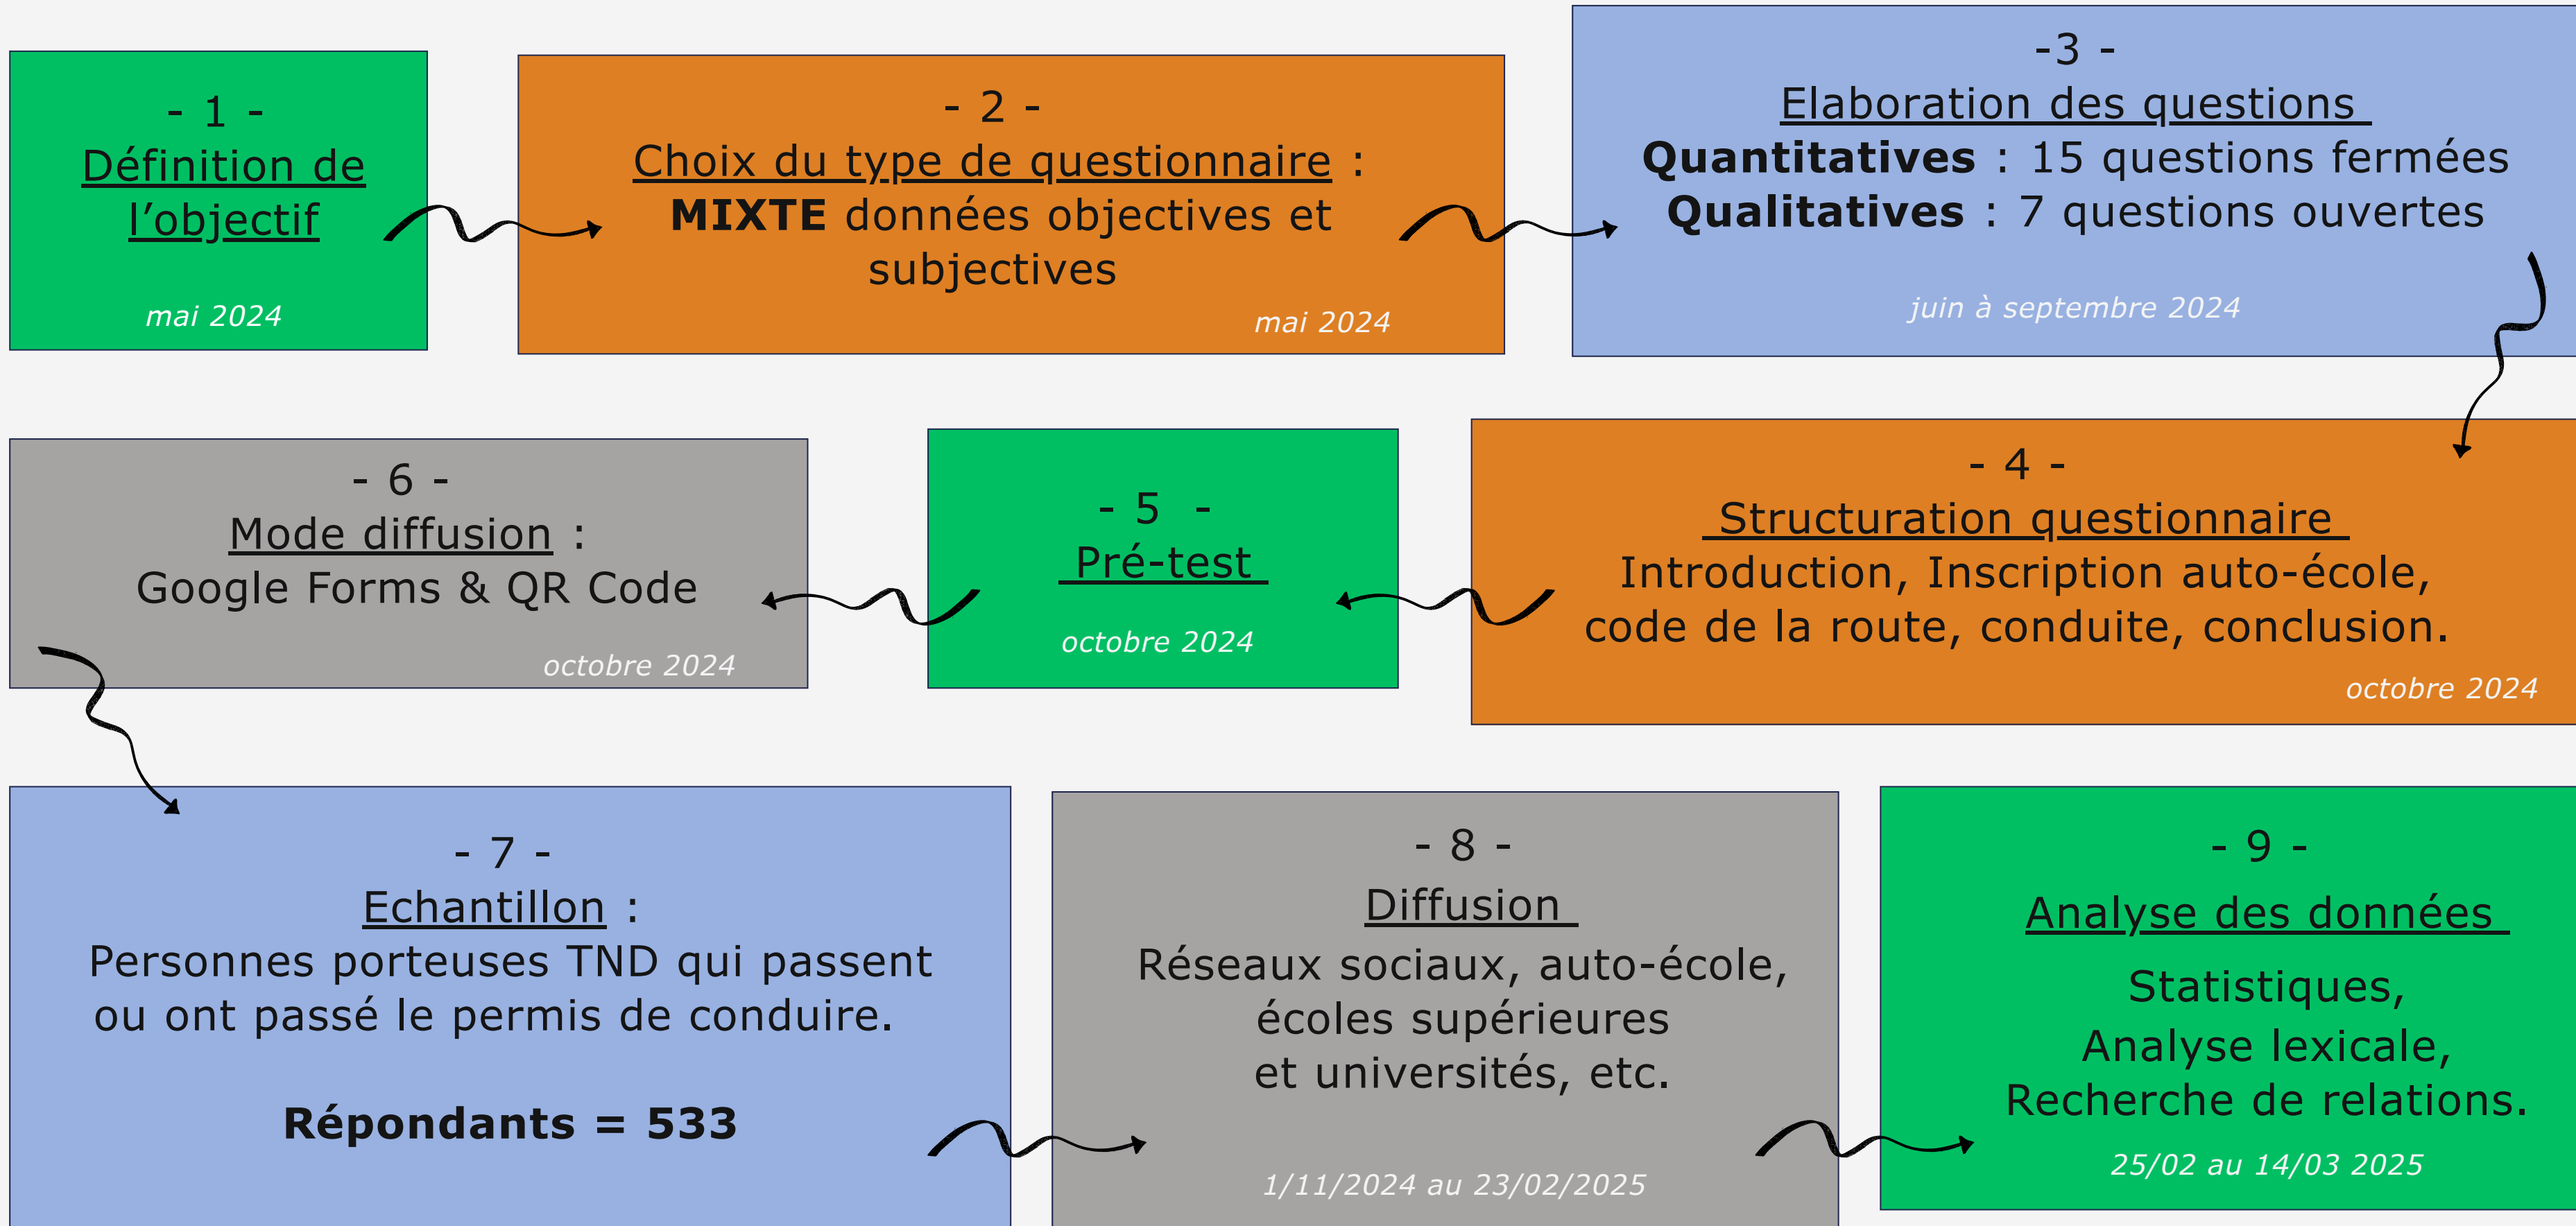 - 1 -
Définition de
l’objectif
mai 2024
- 2 -
Choix du type de questionnaire :
MIXTE données objectives et
subjectives
mai 2024
-3 -
Elaboration des questions
Quantitatives : 15 questions fermées
Qualitatives : 7 questions ouvertes
juin à septembre 2024
- 4 -
Structuration questionnaire
Introduction, Inscription auto-école,
code de la route, conduite, conclusion.
octobre 2024
- 5 -
Pré-test
octobre 2024
- 6 -
Mode diffusion :
Google Forms & QR Code
octobre 2024
- 7 -
Echantillon :
Personnes porteuses TND qui passent
ou ont passé le permis de conduire.
Répondants = 533
- 8 -
Diffusion
Réseaux sociaux, auto-école,
écoles supérieures
et universités, etc.
1/11/2024 au 23/02/2025
- 9 -
Analyse des données
Statistiques,
Analyse lexicale,
Recherche de relations.
25/02 au 14/03 2025